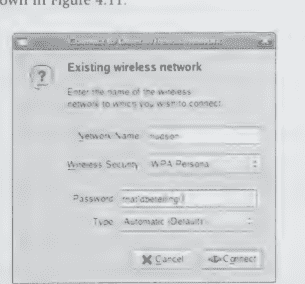 own in Figure 4.11.
Existing wireless network
Enter the name of the wireless
network to which you wish to connect.
Network Name: hudson
Wireless Security: WPA Personal
Password:
Type: Automatic (Default)
Cancel Connect